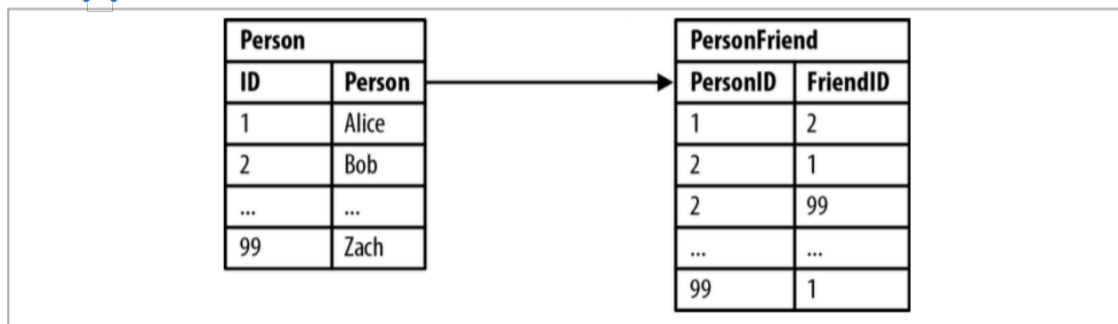 Person
ID Person
1 Alice
2 Bob
... ...
99 Zach
PersonFriend
PersonID FriendID
1 2
2 1
2 99
... ...
99 1